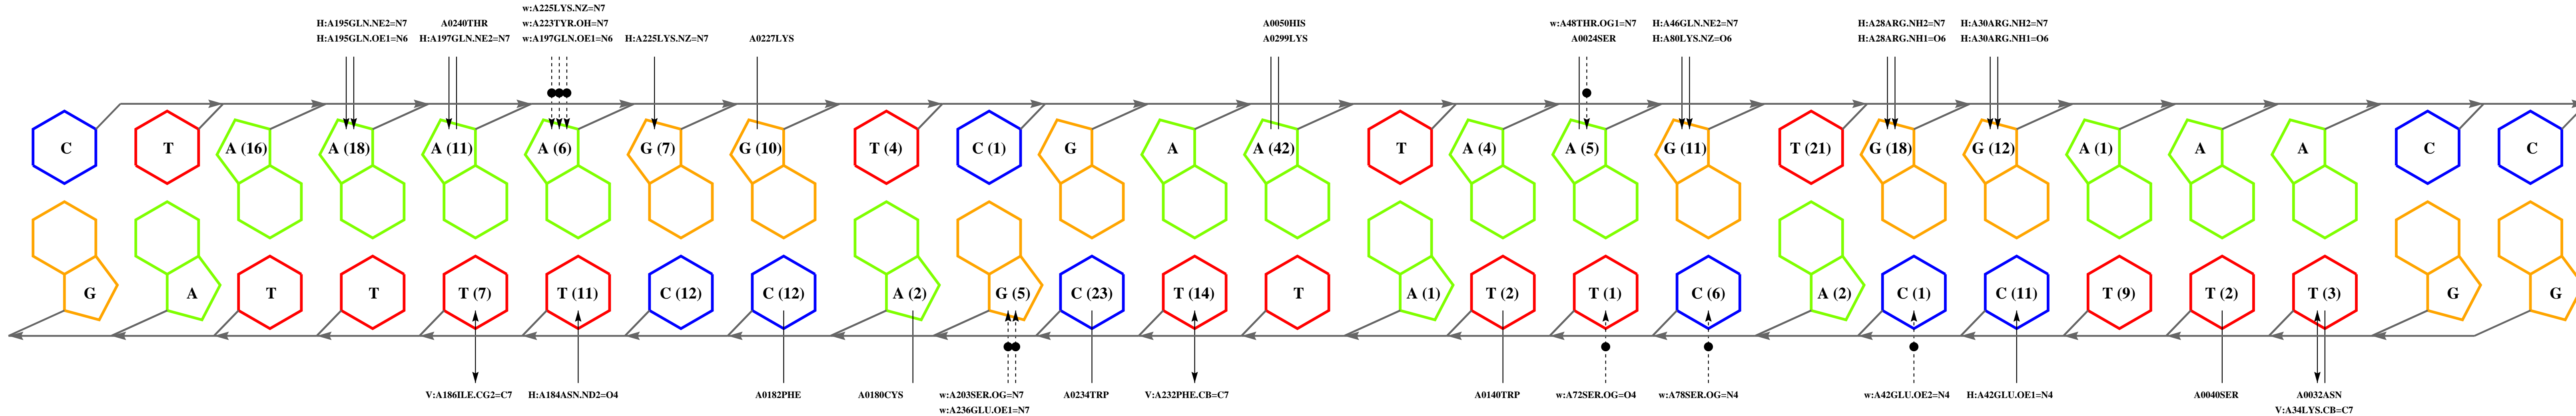 w:A225LYS.NZ=N7
H:A195GLN.NE2=N7 A0240THR w:A223TYR.OH=N7 A0050HIS w:A48THR.OG1=N7 H:A46GLN.NE2=N7 H:A28ARG.NH2=N7 H:A30ARG.NH2=N7
H:A195GLN.OE1=N6 H:A197GLN.NE2=N7 w:A197GLN.OE1=N6 H:A225LYS.NZ=N7 A0227LYS A0299LYS A0024SER H:A80LYS.NZ=O6 H:A28ARG.NH1=O6 H:A30ARG.NH1=O6
C T A (16) A (18) A (11) A (6) G (7) G (10) T (4) C (1) G A A (42) T A (4) A (5) G (11) T (21) G (18) G (12) A (1) A A C C
G A T T T (7) T (11) C (12) C (12) A (2) G (5) C (23) T (14) T A (1) T (2) T (1) C (6) A (2) C (1) C (11) T (9) T (2) T (3) G G
V:A186ILE.CG2=C7 H:A184ASN.ND2=O4 A0182PHE A0180CYS w:A203SER.OG=N7 A0234TRP V:A232PHE.CB=C7 A0140TRP w:A72SER.OG=O4 w:A78SER.OG=N4 w:A42GLU.OE2=N4 H:A42GLU.OE1=N4 A0040SER A0032ASN
w:A236GLU.OE1=N7 V:A34LYS.CB=C7